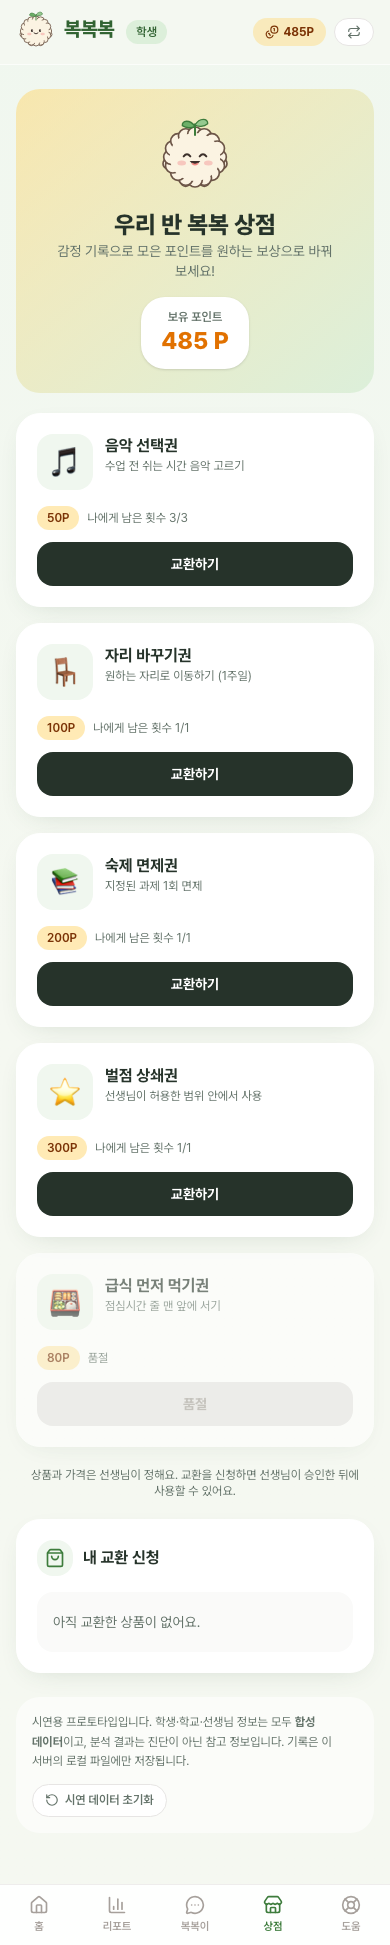 복복복 학생 485P
우리 반 복복 상점
감정 기록으로 모은 포인트를 원하는 보상으로 바꿔
보세요!
보유 포인트
485 P
음악 선택권
수업 전 쉬는 시간 음악 고르기
50P 나에게 남은 횟수 3/3
교환하기
자리 바꾸기권
원하는 자리로 이동하기 (1주일)
100P 나에게 남은 횟수 1/1
교환하기
숙제 면제권
지정된 과제 1회 면제
200P 나에게 남은 횟수 1/1
교환하기
벌점 상쇄권
선생님이 허용한 범위 안에서 사용
300P 나에게 남은 횟수 1/1
교환하기
급식 먼저 먹기권
점심시간 줄 맨 앞에 서기
80P 품절
품절
상품과 가격은 선생님이 정해요. 교환을 신청하면 선생님이 승인한 뒤에
사용할 수 있어요.
내 교환 신청
아직 교환한 상품이 없어요.
시연용 프로토타입입니다. 학생·학교·선생님 정보는 모두 합성
데이터이고, 분석 결과는 진단이 아닌 참고 정보입니다. 기록은 이
서버의 로컬 파일에만 저장됩니다.
시연 데이터 초기화
홈 리포트 복복이 상점 도움